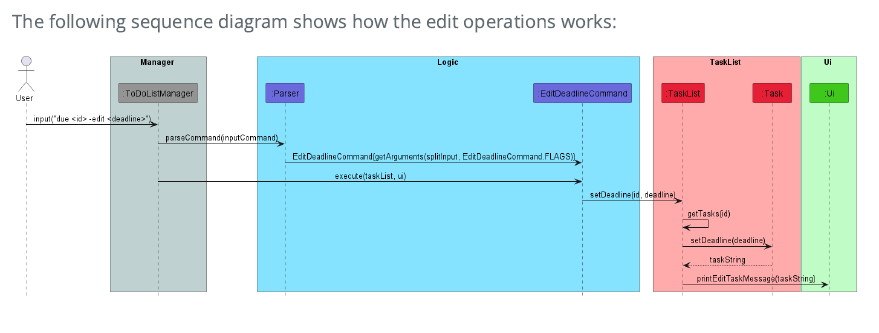 The following sequence diagram shows how the edit operations works:
Manager
Logic
TaskList
Ui
User
:ToDoListManager
:Parser
EditDeadlineCommand
:TaskList
:Task
:Ui
input("due <id> -edit <deadline>")
parseCommand(inputCommand)
EditDeadlineCommand(getArguments(splitInput, EditDeadlineCommand.FLAGS))
execute(taskList, ui)
setDeadline(id, deadline)
getTasks(id)
setDeadline(deadline)
taskString
printEditTaskMessage(taskString)